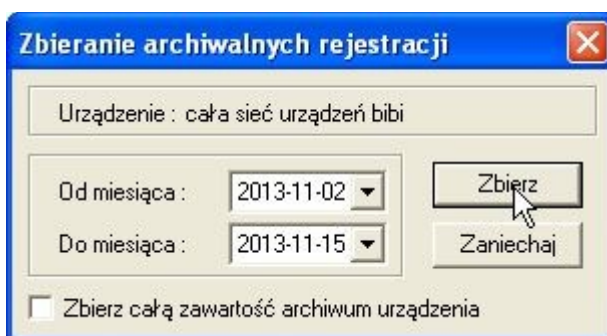 Zbieranie archiwalnych rejestracji
Urządzenie : cała sieć urządzeń bibi
Od miesiąca : 2013-11-02
Zbierz
Do miesiąca : 2013-11-15
Zaniechaj
Zbierz całą zawartość archiwum urządzenia